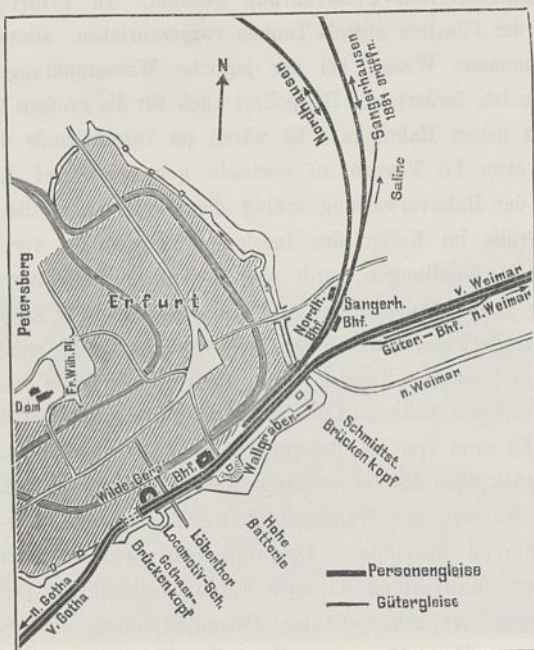 N
Nordhausen
Sangerhausen
1881 eröffn.
Saline
Petersberg
Erfurt
Nordh.
Bhf.
Sangerh.
Bhf.
v. Weimar
n. Weimar
Güter.-Bhf.
n. Weimar
Fr. Wilh. Pl.
Dom
Wilde-Gera
Bhf.
Wallgraben
Schmidtst.
Brückenkopf
Hohe
Batterie
Löberthor
Locomotiv-Sch.
Gothaer-
Brückenkopf
n. Gotha
v. Gotha
Personengleise
Gütergleise